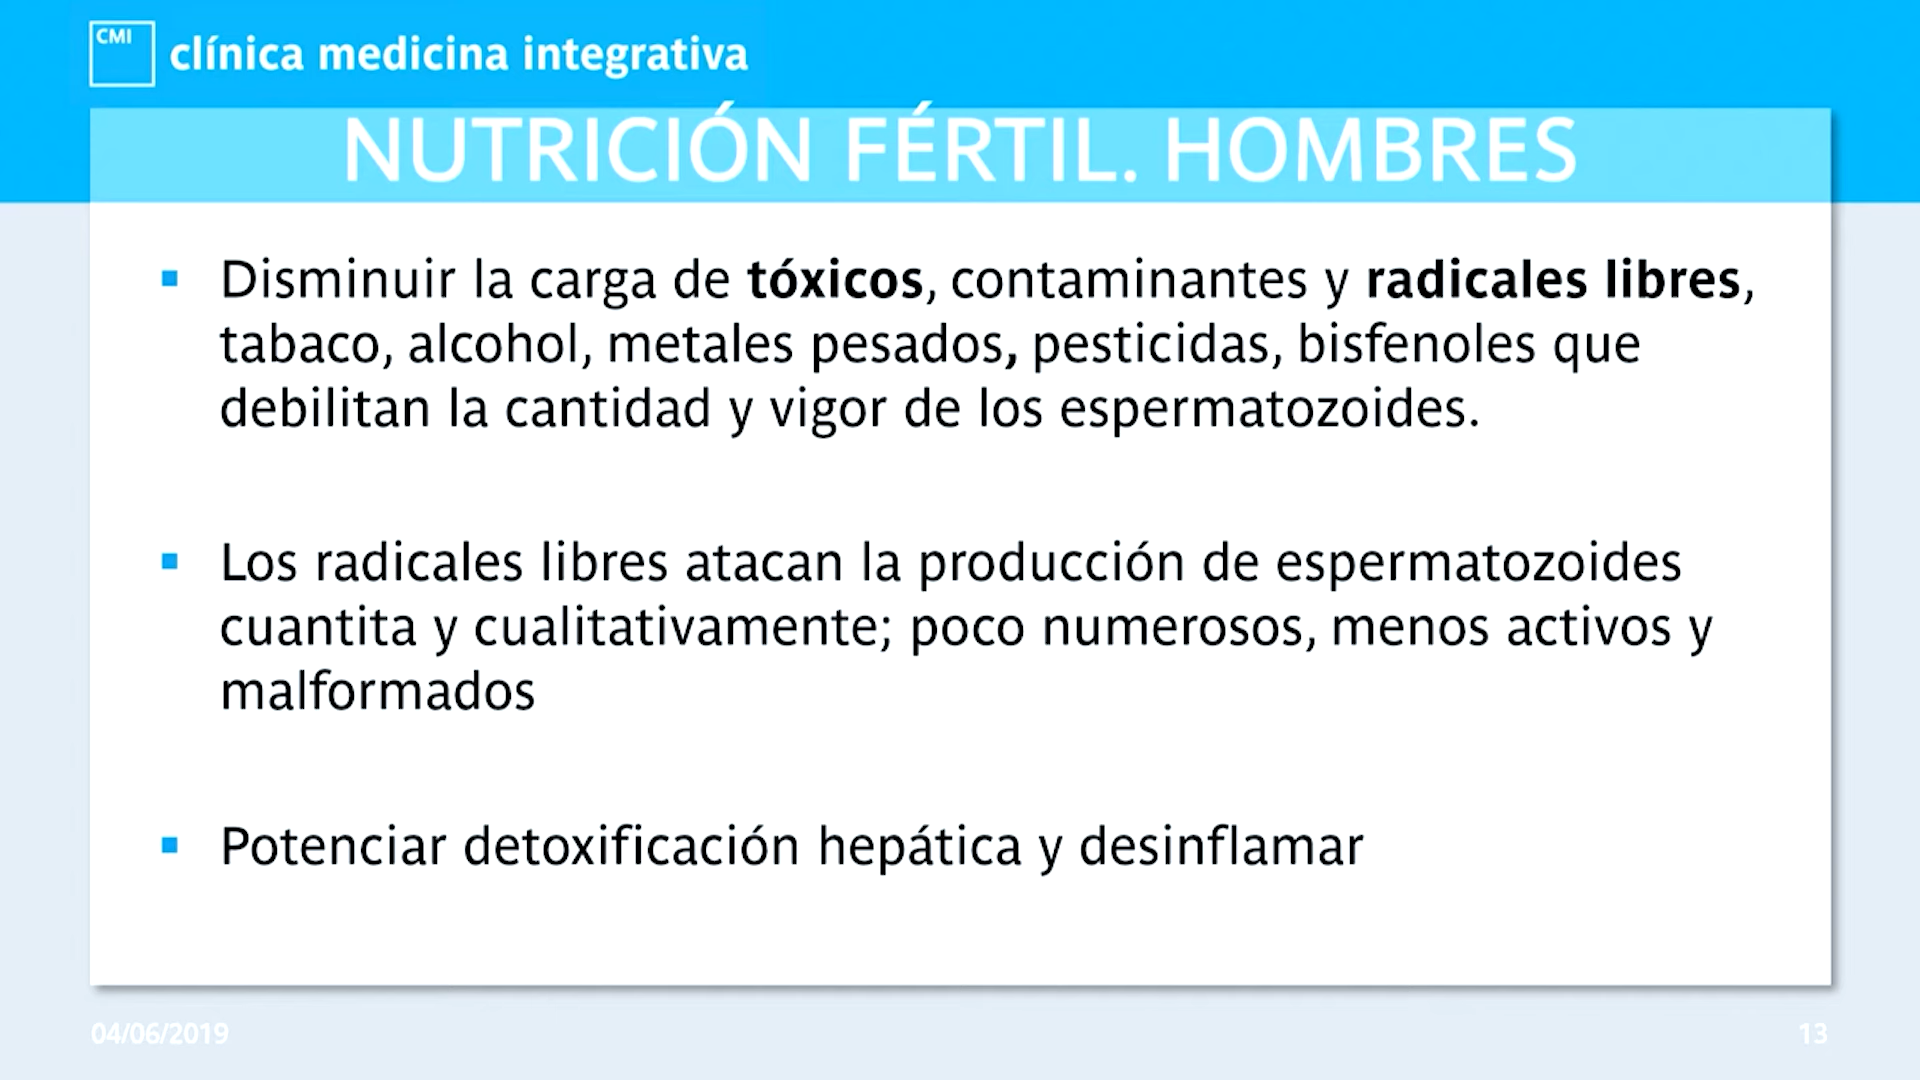 CMI
clínica medicina integrativa
NUTRICIÓN FÉRTIL. HOMBRES
Disminuir la carga de tóxicos, contaminantes y radicales libres,
tabaco, alcohol, metales pesados, pesticidas, bisfenoles que
debilitan la cantidad y vigor de los espermatozoides.
Los radicales libres atacan la producción de espermatozoides
cuantita y cualitativamente; poco numerosos, menos activos y
malformados
Potenciar detoxificación hepática y desinflamar
04/06/2019
13